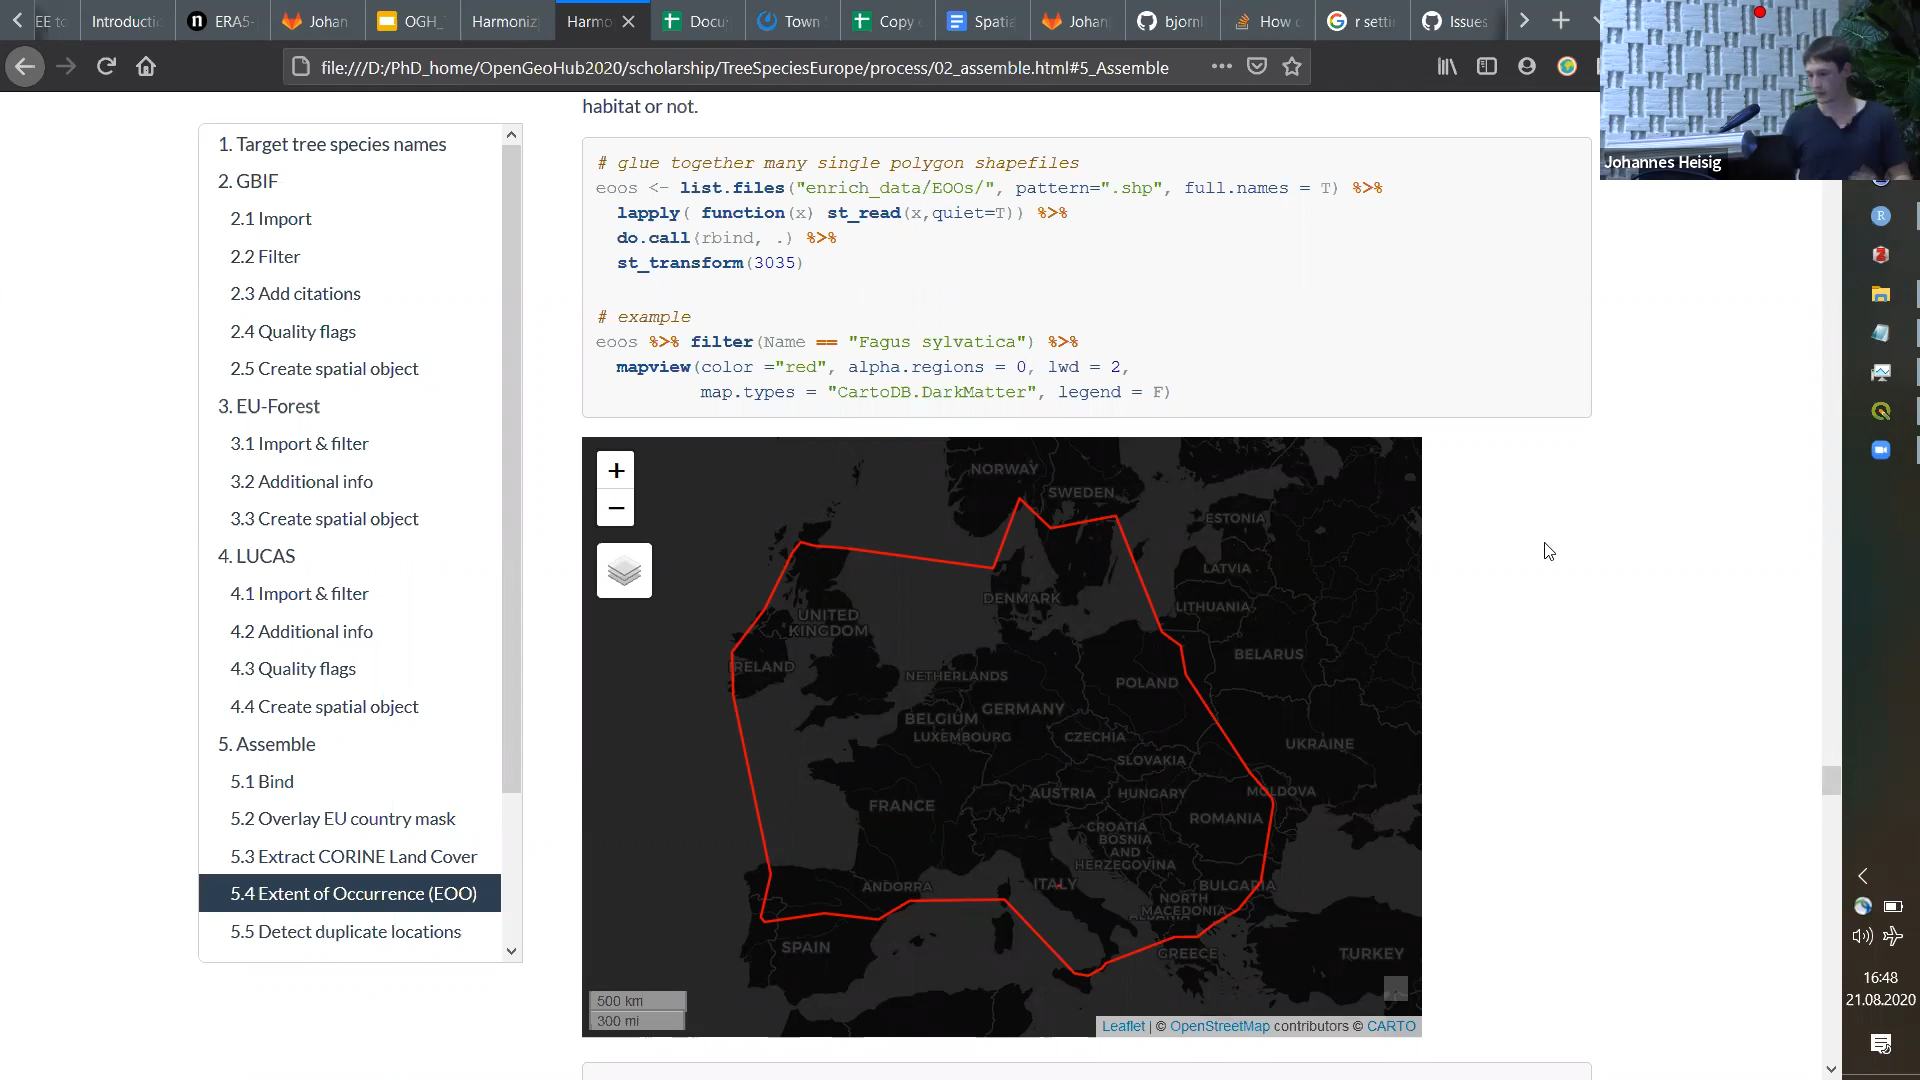 EE to
Introducti
ERA5-
Johan
OGH_
Harmoniz
Harmo
Docu
Town
Copy
Spatia
Johan
bjornl
How
r setti
Issues
file:///D:/PhD_home/OpenGeoHub2020/scholarship/TreeSpeciesEurope/process/02_assemble.html#5_Assemble
Johannes Heisig
1. Target tree species names
2. GBIF
2.1 Import
2.2 Filter
2.3 Add citations
2.4 Quality flags
2.5 Create spatial object
3. EU-Forest
3.1 Import & filter
3.2 Additional info
3.3 Create spatial object
4. LUCAS
4.1 Import & filter
4.2 Additional info
4.3 Quality flags
4.4 Create spatial object
5. Assemble
5.1 Bind
5.2 Overlay EU country mask
5.3 Extract CORINE Land Cover
5.4 Extent of Occurrence (EOO)
5.5 Detect duplicate locations
habitat or not.
# glue together many single polygon shapefiles
eoos <- list.files("enrich_data/EOOs/", pattern=".shp", full.names = T) %>%
lapply( function(x) st_read(x,quiet=T)) %>%
do.call(rbind, .) %>%
st_transform(3035)
# example
eoos %>% filter(Name == "Fagus sylvatica") %>%
mapview(color ="red", alpha.regions = 0, lwd = 2,
map.types = "CartoDB.DarkMatter", legend = F)
+
−
NORWAY
SWEDEN
ESTONIA
LATVIA
DENMARK
LITHUANIA
UNITED
KINGDOM
IRELAND
BELARUS
NETHERLANDS
POLAND
GERMANY
BELGIUM
LUXEMBOURG
CZECHIA
UKRAINE
SLOVAKIA
AUSTRIA
HUNGARY
MOLDOVA
FRANCE
ROMANIA
CROATIA
BOSNIA
AND
HERZEGOVINA
ITALY
ANDORRA
BULGARIA
NORTH
MACEDONIA
SPAIN
GREECE
TURKEY
500 km
300 mi
Leaflet | © OpenStreetMap contributors © CARTO
16:48
21.08.2020